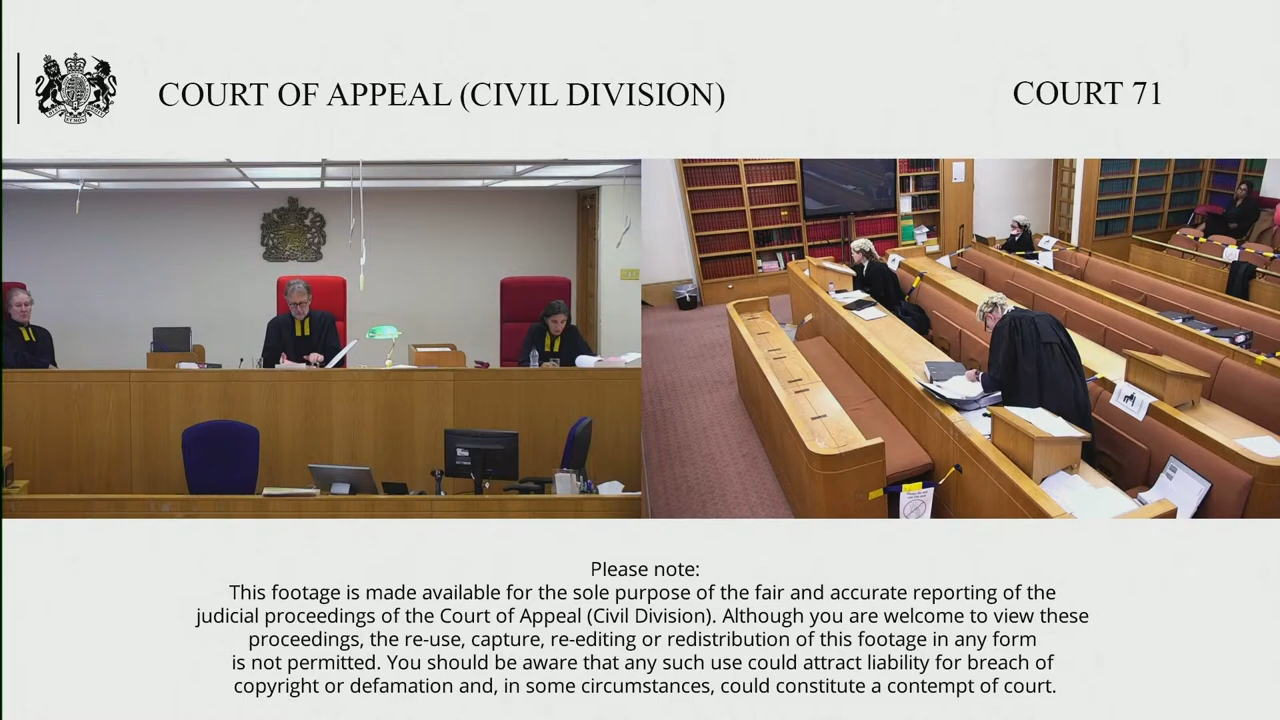 COURT OF APPEAL (CIVIL DIVISION)
COURT 71
Please note:
This footage is made available for the sole purpose of the fair and accurate reporting of the
judicial proceedings of the Court of Appeal (Civil Division). Although you are welcome to view these
proceedings, the re-use, capture, re-editing or redistribution of this footage in any form
is not permitted. You should be aware that any such use could attract liability for breach of
copyright or defamation and, in some circumstances, could constitute a contempt of court.